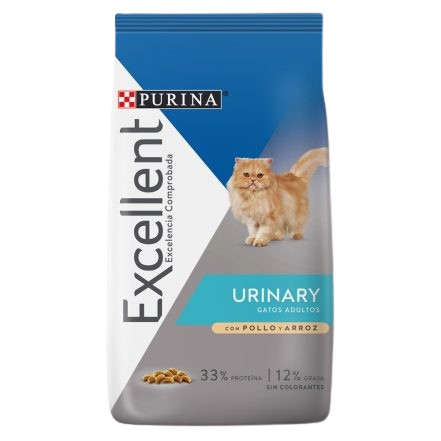 PURINA
Excellent
Excelencia Comprobada
URINARY
GATOS ADULTOS
CON POLLO Y ARROZ
33% PROTEÍNA | 12% GRASA
SIN COLORANTES